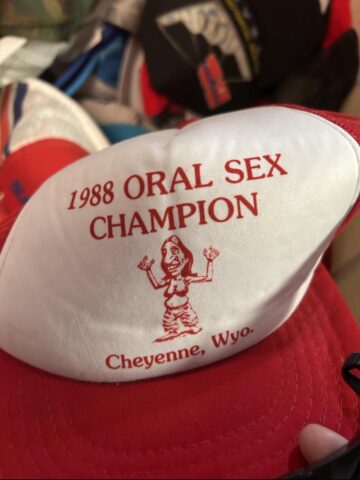 1988 ORAL SEX
CHAMPION
Cheyenne, Wyo.